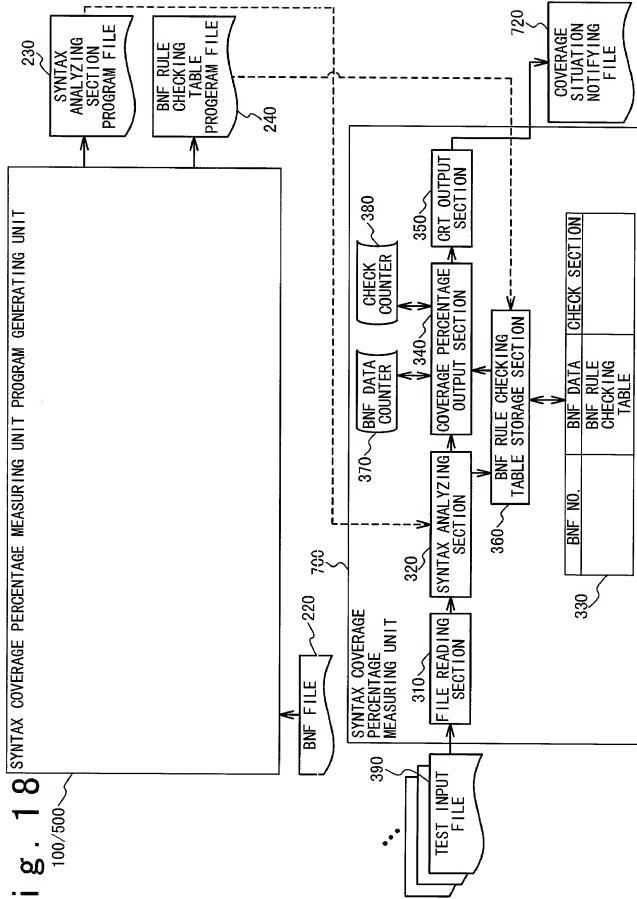 ig. 18
100/500
SYNTAX COVERAGE PERCENTAGE MEASURING UNIT PROGRAM GENERATING UNIT
BNF FILE
220
230
SYNTAX
ANALYZING
SECTION
PROGRAM FILE
BNF RULE
CHECKING
TABLE
PROGERAM FILE
240
700
SYNTAX COVERAGE
PERCENTAGE
MEASURING UNIT
390
TEST INPUT
FILE
310
FILE READING
SECTION
320
SYNTAX ANALYZING
SECTION
370
BNF DATA
COUNTER
380
CHECK
COUNTER
340
COVERAGE PERCENTAGE
OUTPUT SECTION
350
CRT OUTPUT
SECTION
360
BNF RULE CHECKING
TABLE STORAGE SECTION
330
BNF NO.
BNF DATA
CHECK SECTION
BNF RULE
CHECKING
TABLE
720
COVERAGE
SITUATION
NOTIFYING
FILE